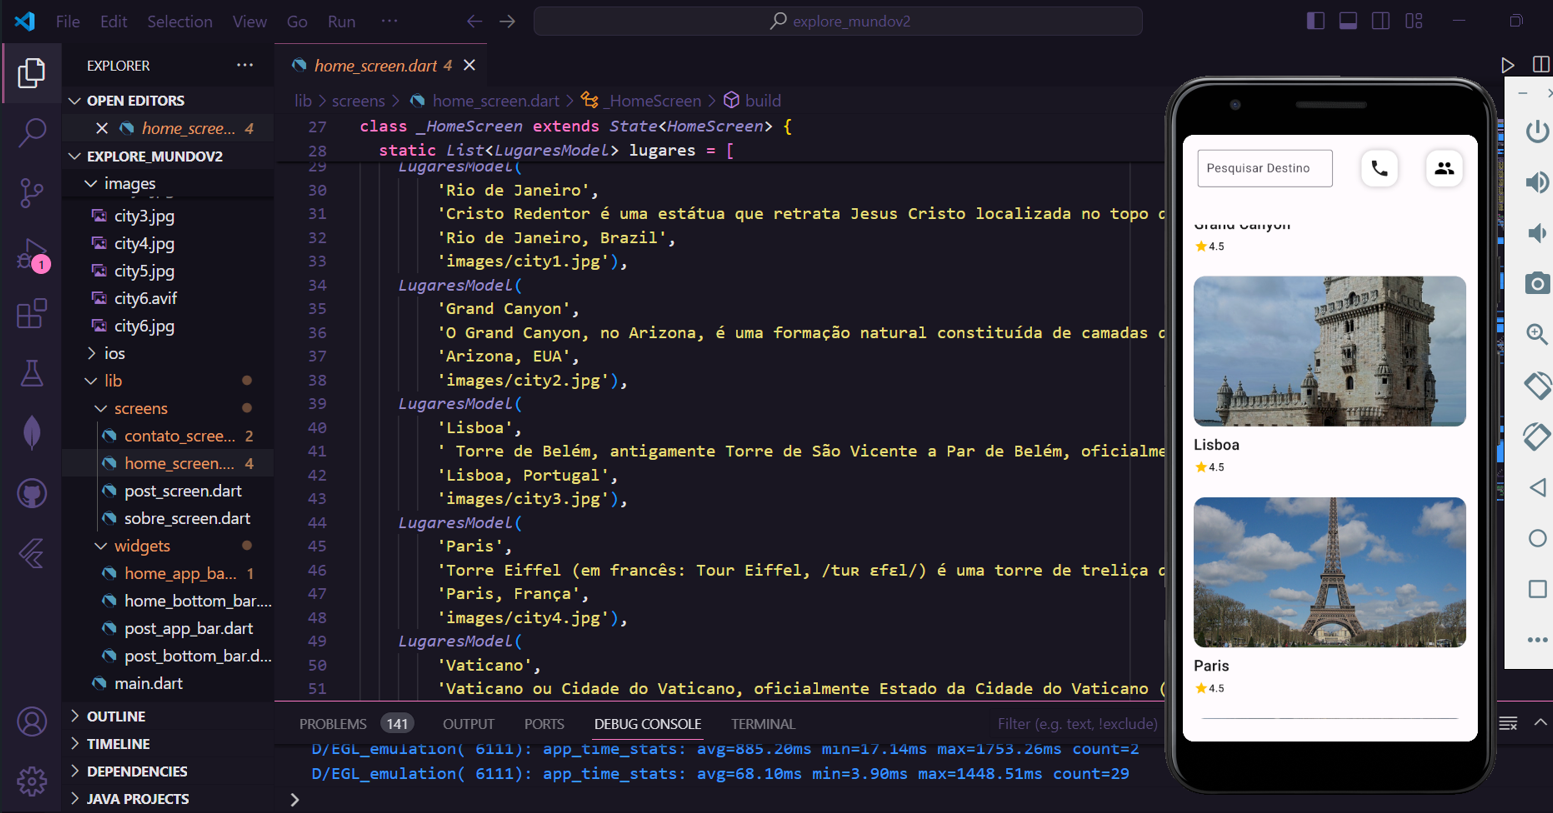 File Edit Selection View Go Run ···
explore_mundov2
EXPLORER ···
OPEN EDITORS
home_scree... 4
EXPLORE_MUNDOV2
images
city3.jpg
city4.jpg
city5.jpg
city6.avif
city6.jpg
ios
lib
screens
contato_scree... 2
home_screen.... 4
post_screen.dart
sobre_screen.dart
widgets
home_app_ba... 1
home_bottom_bar....
post_app_bar.dart
post_bottom_bar.d...
main.dart
OUTLINE
TIMELINE
DEPENDENCIES
JAVA PROJECTS
1
home_screen.dart 4
lib > screens > home_screen.dart > _HomeScreen > build
27 class _HomeScreen extends State<HomeScreen> {
28 static List<LugaresModel> lugares = [
29 LugaresModel(
30 'Rio de Janeiro',
31 'Cristo Redentor é uma estátua que retrata Jesus Cristo localizada no topo d
32 'Rio de Janeiro, Brazil',
33 'images/city1.jpg'),
34 LugaresModel(
35 'Grand Canyon',
36 'O Grand Canyon, no Arizona, é uma formação natural constituída de camadas d
37 'Arizona, EUA',
38 'images/city2.jpg'),
39 LugaresModel(
40 'Lisboa',
41 ' Torre de Belém, antigamente Torre de São Vicente a Par de Belém, oficialme
42 'Lisboa, Portugal',
43 'images/city3.jpg'),
44 LugaresModel(
45 'Paris',
46 'Torre Eiffel (em francês: Tour Eiffel, /tuʀ ɛfɛl/) é uma torre de treliça d
47 'Paris, França',
48 'images/city4.jpg'),
49 LugaresModel(
50 'Vaticano',
51 'Vaticano ou Cidade do Vaticano, oficialmente Estado da Cidade do Vaticano (
PROBLEMS 141 OUTPUT PORTS DEBUG CONSOLE TERMINAL Filter (e.g. text, !exclude)
D/EGL_emulation( 6111): app_time_stats: avg=885.20ms min=17.14ms max=1753.26ms count=2
D/EGL_emulation( 6111): app_time_stats: avg=68.10ms min=3.90ms max=1448.51ms count=29
>
Pesquisar Destino
Grand Canyon
4.5
Lisboa
4.5
Paris
4.5